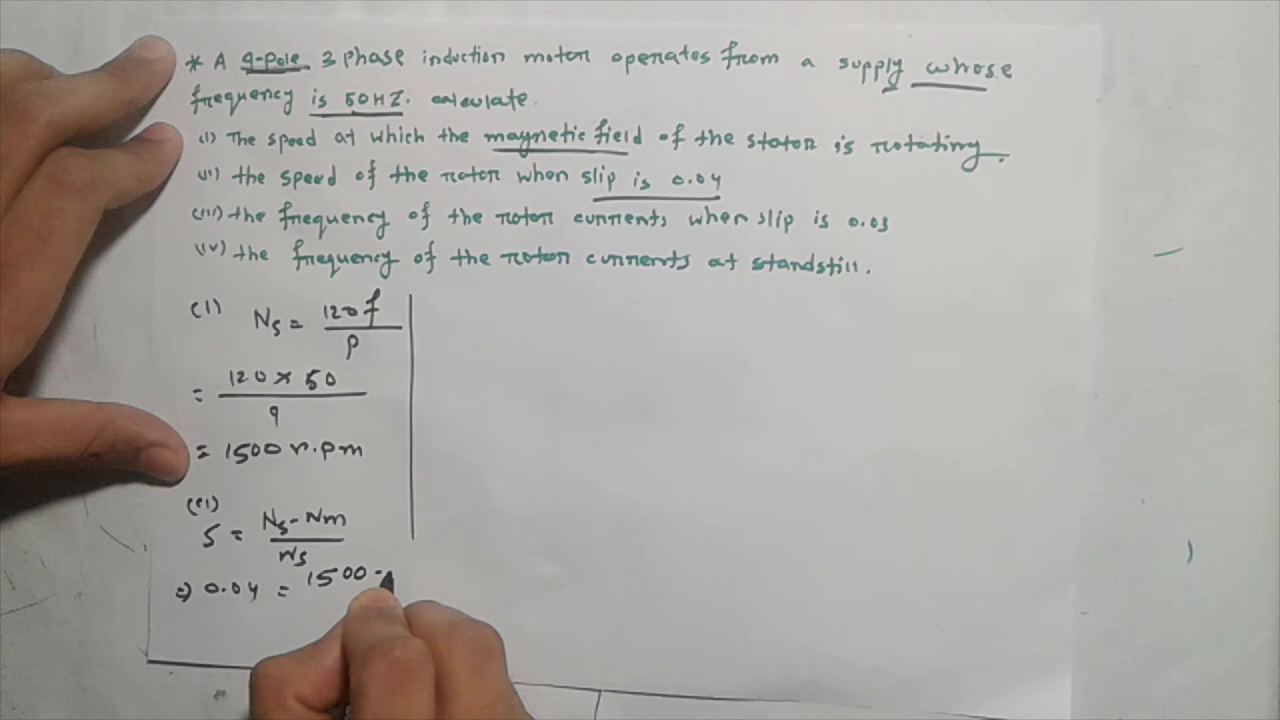 * A 4-pole 3 phase induction motor operates from a supply whose
frequency is 50HZ. calculate.
(i) The speed at which the magnetic field of the stator is rotating.
(ii) the speed of the rotor when slip is 0.04
(iii) the frequency of the rotor currents when slip is 0.03
(iv) the frequency of the rotor currents at standstill.
(i) Ns = 120f / P
= 120 × 50 / 4
= 1500 r.pm
(ii)
S = Ns - Nm / Ns
⇒ 0.04 = 1500 -